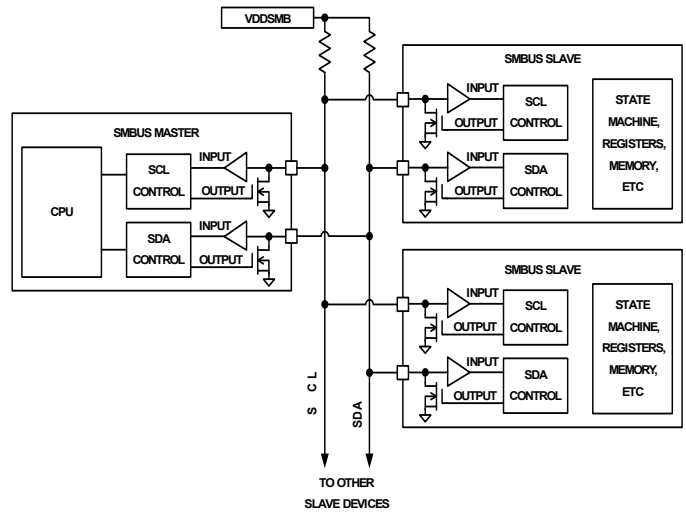 VDDSMB
SMBUS SLAVE
INPUT
OUTPUT
SCL
CONTROL
INPUT
OUTPUT
SDA
CONTROL
STATE
MACHINE,
REGISTERS,
MEMORY,
ETC
SMBUS MASTER
CPU
SCL
CONTROL
INPUT
OUTPUT
SDA
CONTROL
INPUT
OUTPUT
SMBUS SLAVE
INPUT
OUTPUT
SCL
CONTROL
INPUT
OUTPUT
SDA
CONTROL
STATE
MACHINE,
REGISTERS,
MEMORY,
ETC
S CL
SDA
TO OTHER
SLAVE DEVICES